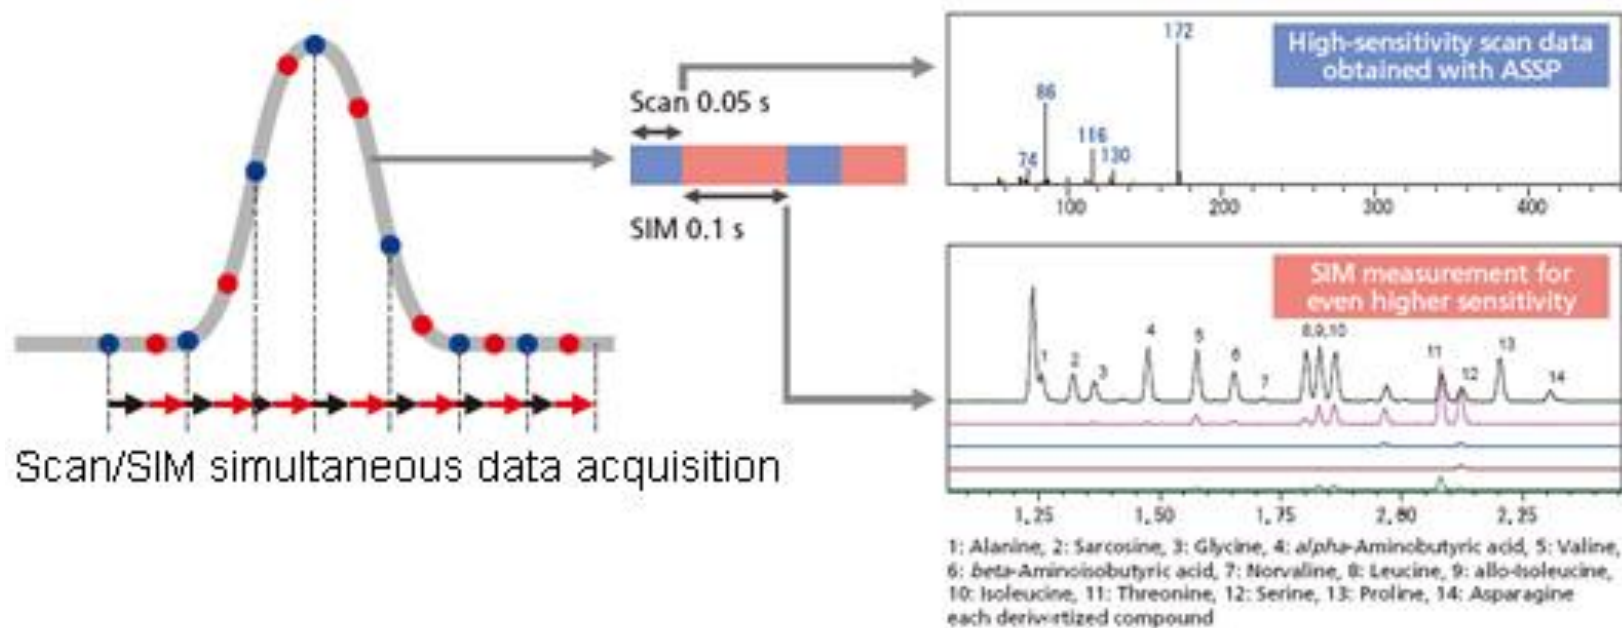 172
High-sensitivity scan data
obtained with ASSP
86
116
74
130
100 200 300 400
Scan 0.05 s
SIM 0.1 s
SIM measurement for
even higher sensitivity
1 2 3 4 5 6 7 8,9,10 11 12 13 14
1.25 1.50 1.75 2.00 2.25
Scan/SIM simultaneous data acquisition
1: Alanine, 2: Sarcosine, 3: Glycine, 4: alpha-Aminobutyric acid, 5: Valine,
6: beta-Aminoisobutyric acid, 7: Norvaline, 8: Leucine, 9: allo-Isoleucine,
10: Isoleucine, 11: Threonine, 12: Serine, 13: Proline, 14: Asparagine
each compound